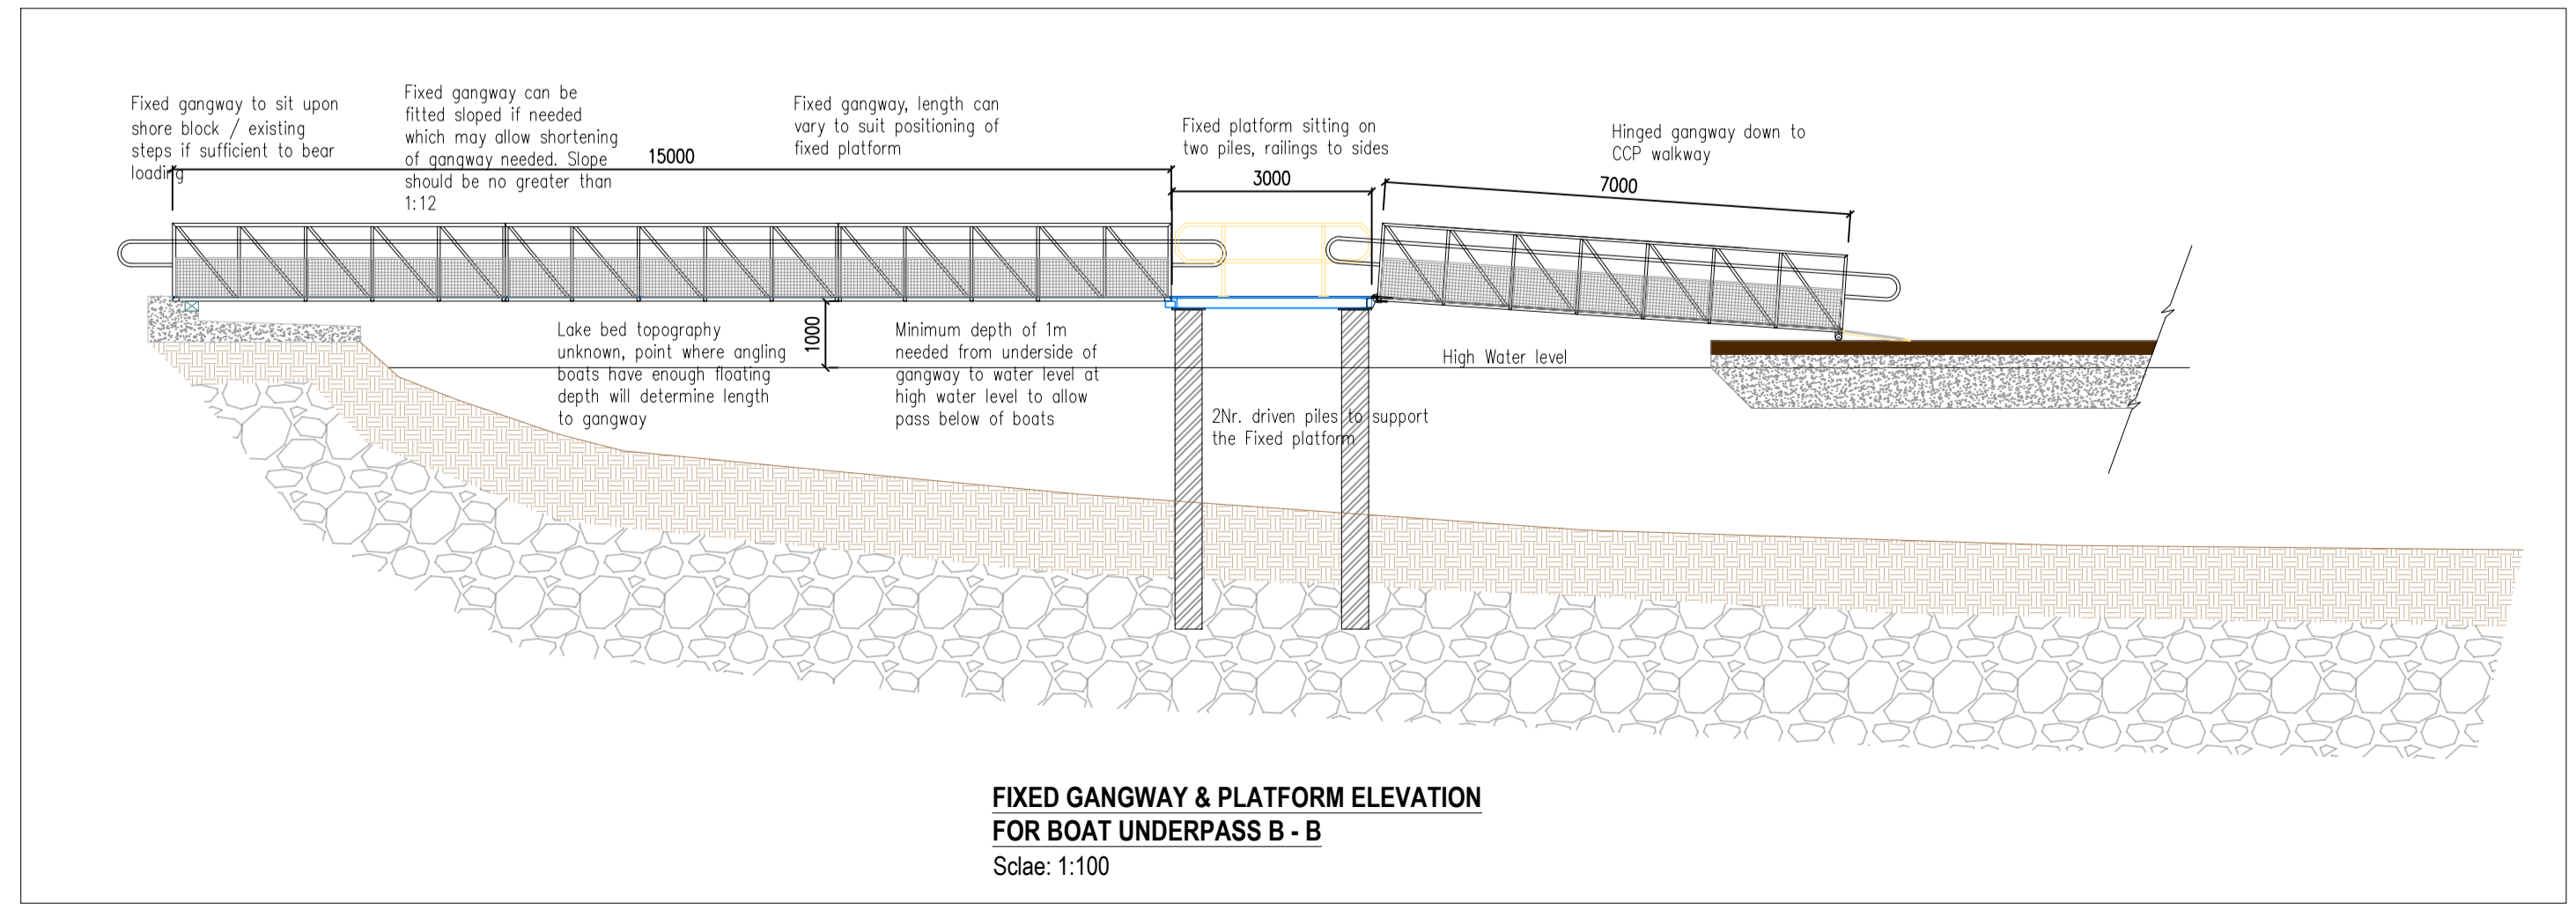 Fixed gangway to sit upon
shore block / existing
steps if sufficient to bear
loading
Fixed gangway can be
fitted sloped if needed
which may allow shortening
of gangway needed. Slope
should be no greater than
1:12
15000
Fixed gangway, length can
vary to suit positioning of
fixed platform
Fixed platform sitting on
two piles, railings to sides
3000
Hinged gangway down to
CCP walkway
7000
Lake bed topography
unknown, point where angling
boats have enough floating
depth will determine length
to gangway
1000
Minimum depth of 1m
needed from underside of
gangway to water level at
high water level to allow
pass below of boats
High Water level
2Nr. driven piles to support
the Fixed platform
FIXED GANGWAY & PLATFORM ELEVATION
FOR BOAT UNDERPASS B - B
Sclae: 1:100